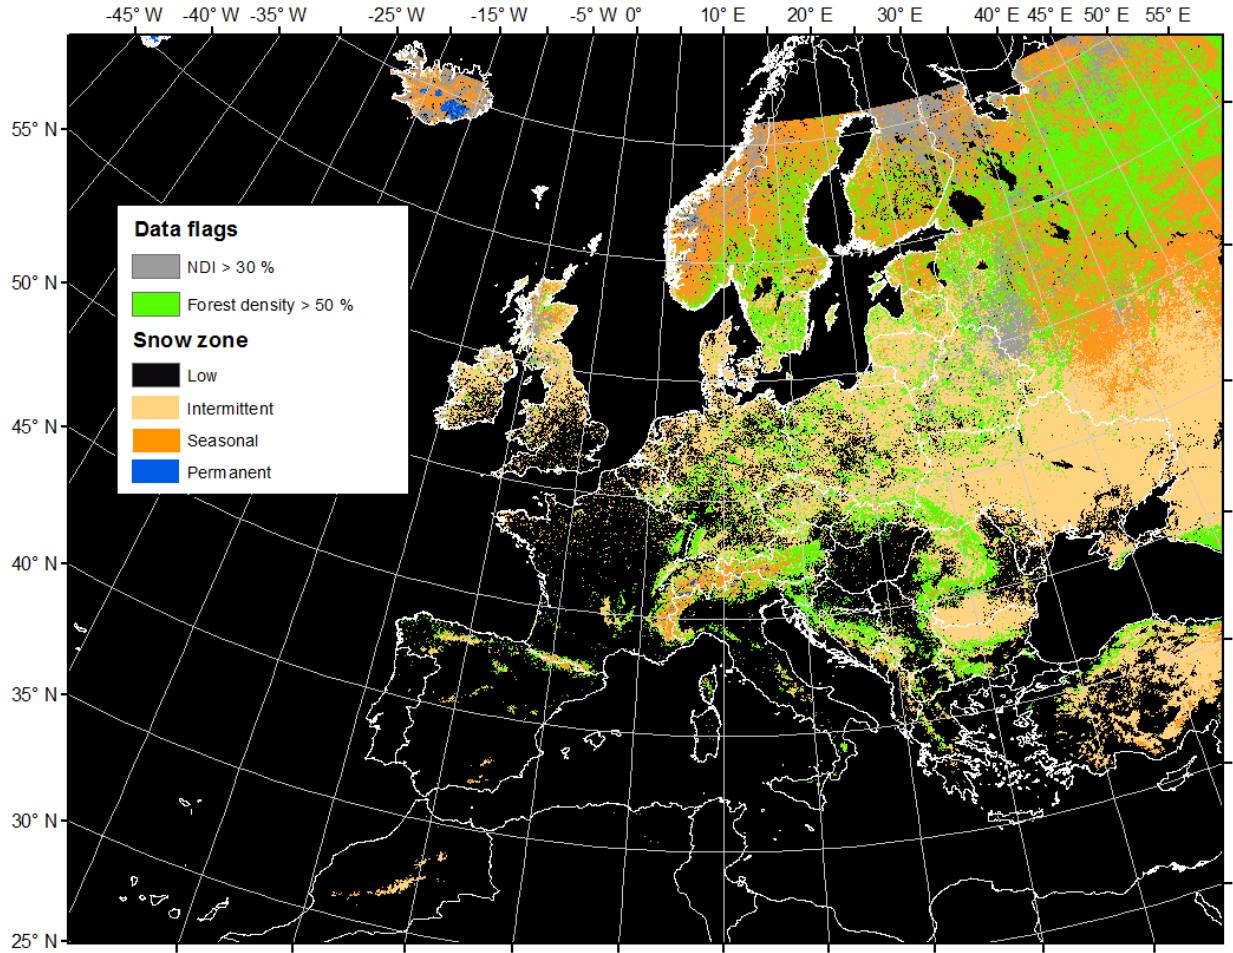 -45° W -40° W -35° W -25° W -15° W -5° W 0° 10° E 20° E 30° E 40° E 45° E 50° E 55° E
55° N
50° N
45° N
40° N
35° N
30° N
25° N
Data flags
NDI > 30 %
Forest density > 50 %
Snow zone
Low
Intermittent
Seasonal
Permanent